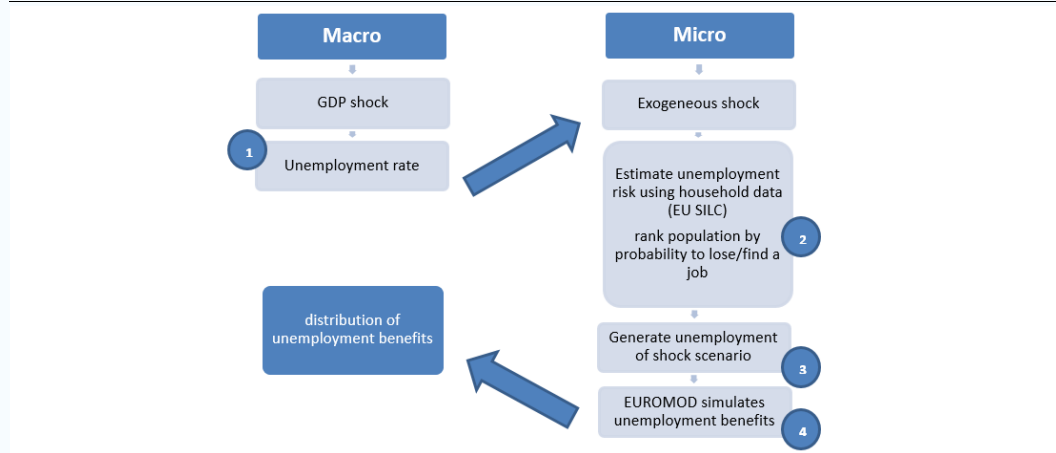 Macro
GDP shock
1
Unemployment rate
Micro
Exogeneous shock
Estimate unemployment
risk using household data
(EU SILC)
rank population by
probability to lose/find a
job
2
Generate unemployment
of shock scenario
3
EUROMOD simulates
unemployment benefits
4
distribution of
unemployment benefits